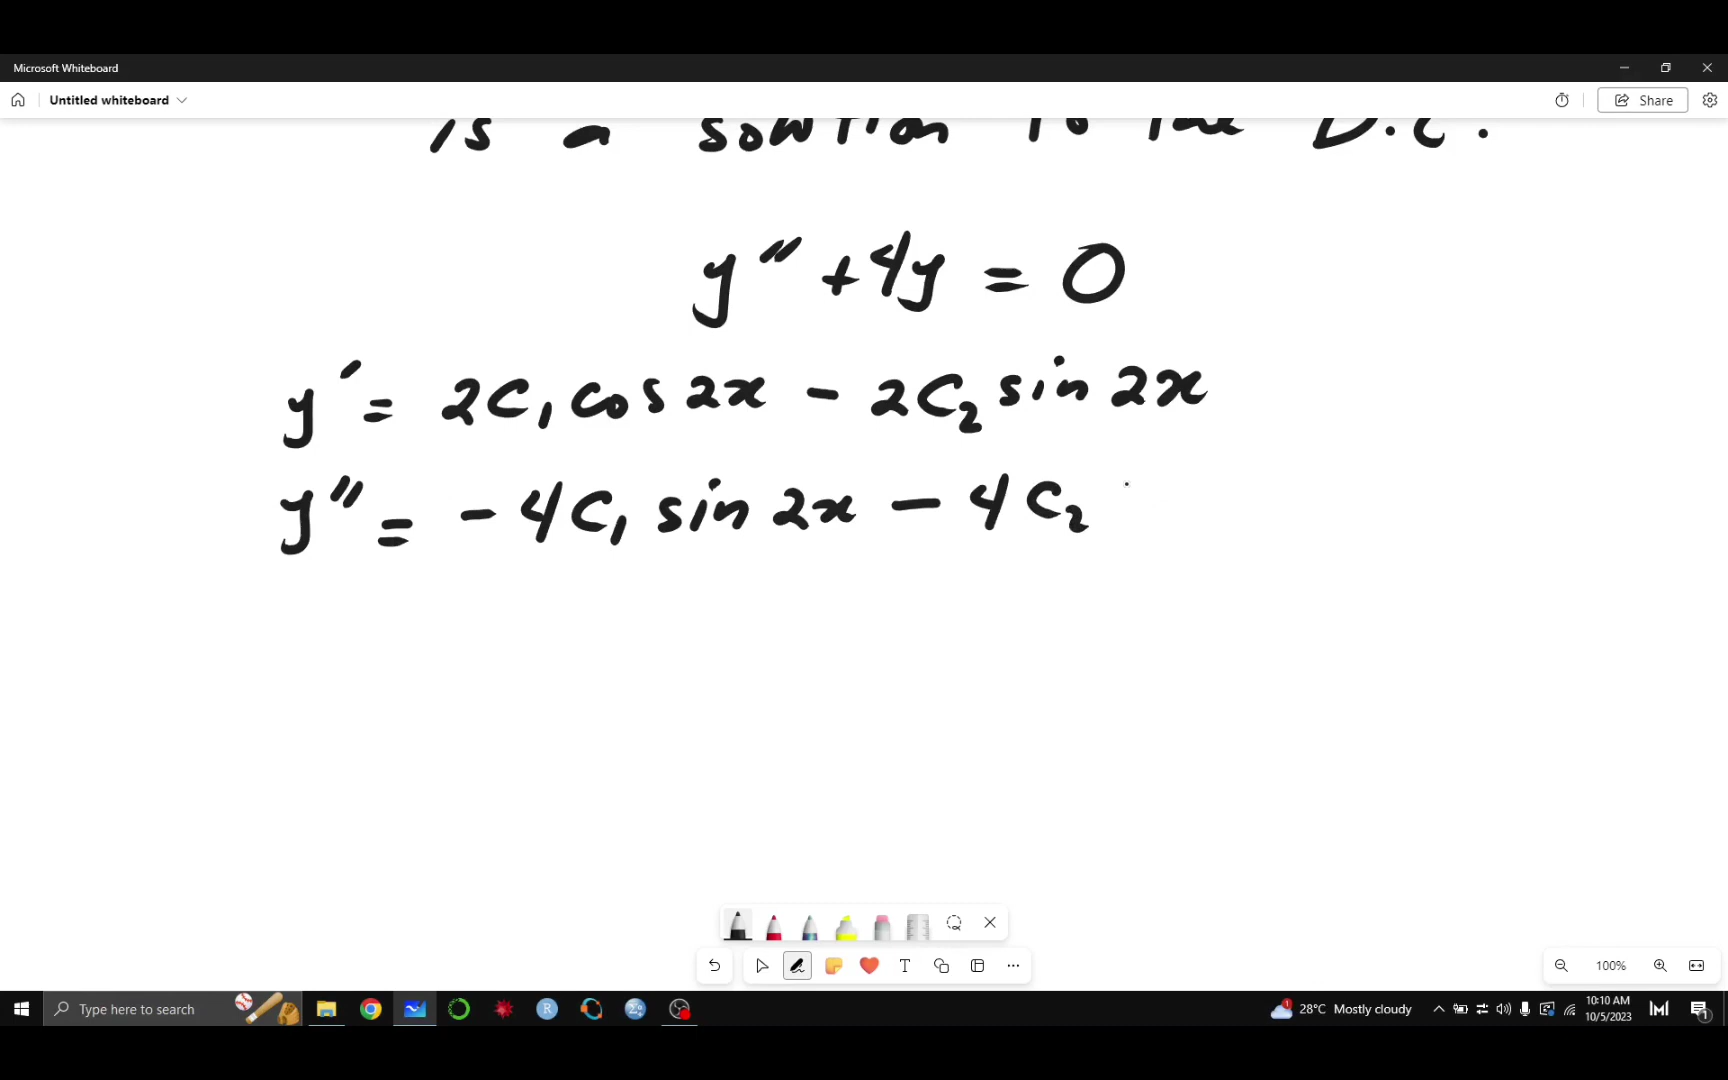 Microsoft Whiteboard
Untitled whiteboard
Share
is a solution to the D.E.
y″ + 4y = 0
y′ = 2C₁ cos 2x - 2C₂ sin 2x
y″ = - 4C₁ sin 2x - 4C₂
100%
Type here to search
28°C Mostly cloudy
10:10 AM
10/5/2023